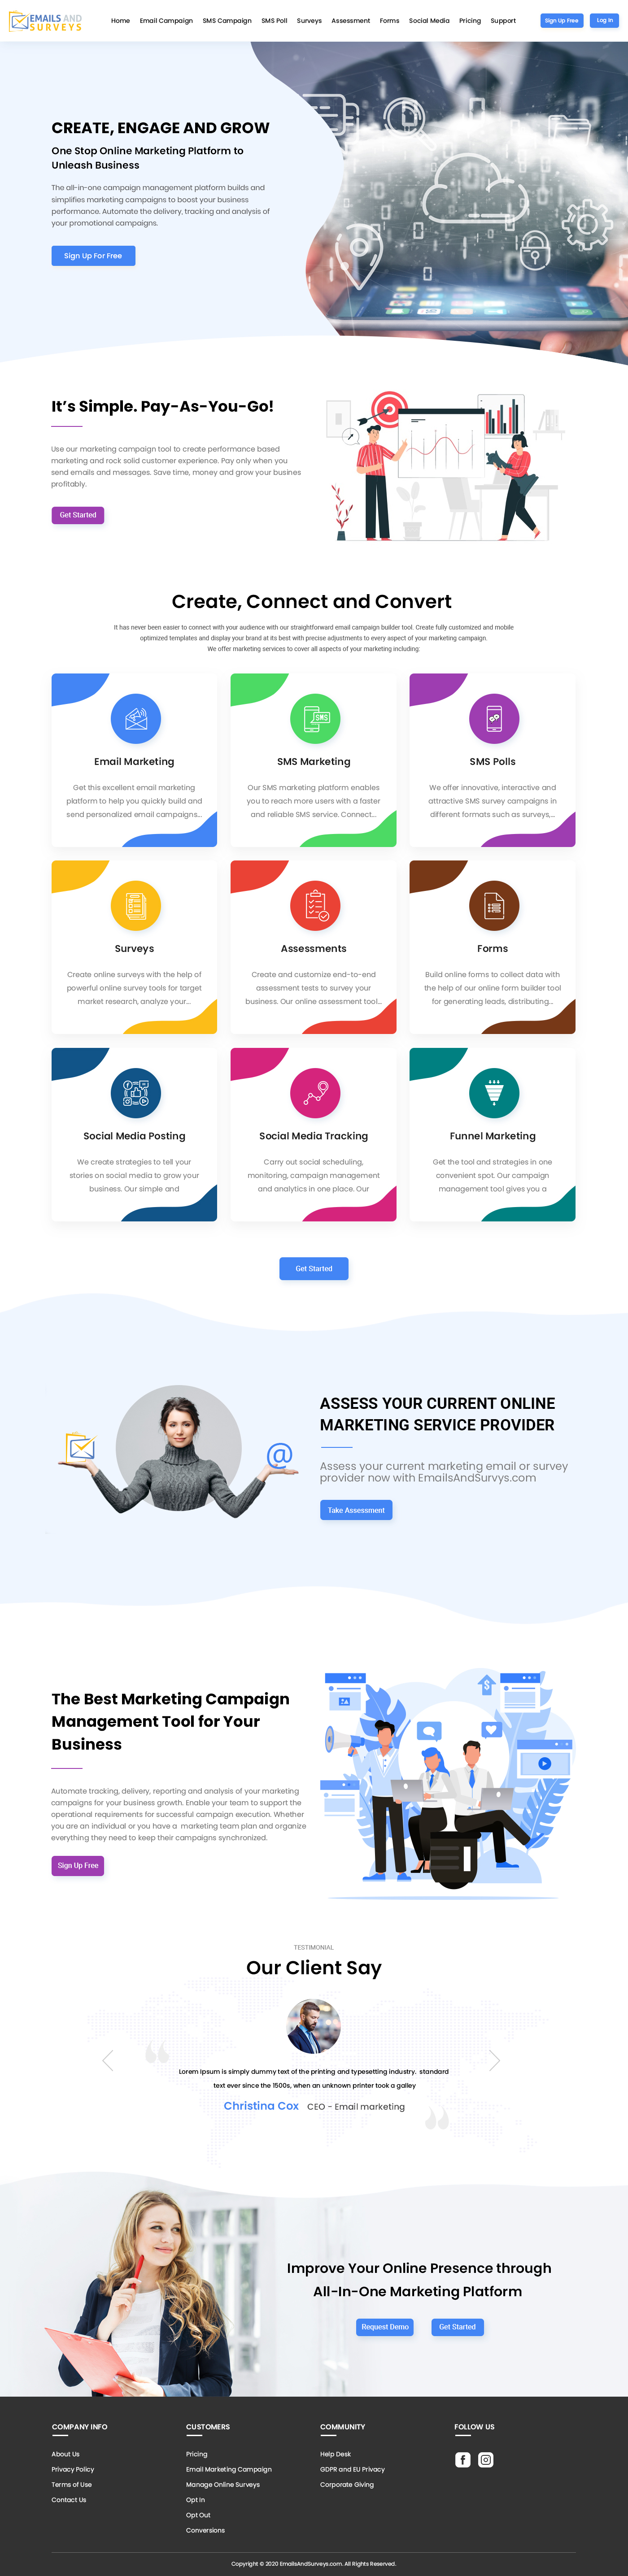 EMAILS AND
SURVEYS
Home Email Campaign SMS Campaign SMS Poll Surveys Assessment Forms Social Media Pricing Support Sign Up Free Log In
CREATE, ENGAGE AND GROW
One Stop Online Marketing Platform to
Unleash Business
The all-in-one campaign management platform builds and
simplifies marketing campaigns to boost your business
performance. Automate the delivery, tracking and analysis of
your promotional campaigns.
Sign Up For Free
It's Simple. Pay-As-You-Go!
Use our marketing campaign tool to create performance based
marketing and rock solid customer experience. Pay only when you
send emails and messages. Save time, money and grow your business
profitably.
Get Started
Create, Connect and Convert
It has never been easier to connect with your audience with our straightforward email campaign builder tool. Create fully customized and mobile
optimized templates and display your brand at its best with precise adjustments to every aspect of your marketing campaign.
We offer marketing services to cover all aspects of your marketing including:
Email Marketing
Get this excellent email marketing
platform to help you quickly build and
send personalized email campaigns...
SMS
SMS Marketing
Our SMS marketing platform enables
you to reach more users with a faster
and reliable SMS service. Connect...
SMS Polls
We offer innovative, interactive and
attractive SMS survey campaigns in
different formats such as surveys,...
Surveys
Create online surveys with the help of
powerful online survey tools for target
market research, analyze your...
Assessments
Create and customize end-to-end
assessment tests to survey your
business. Our online assessment tool...
Forms
Build online forms to collect data with
the help of our online form builder tool
for generating leads, distributing...
Social Media Posting
We create strategies to tell your
stories on social media to grow your
business. Our simple and
Social Media Tracking
Carry out social scheduling,
monitoring, campaign management
and analytics in one place. Our
Funnel Marketing
Get the tool and strategies in one
convenient spot. Our campaign
management tool gives you a
Get Started
@
ASSESS YOUR CURRENT ONLINE
MARKETING SERVICE PROVIDER
Assess your current marketing email or survey
provider now with EmailsAndSurvys.com
Take Assessment
The Best Marketing Campaign
Management Tool for Your
Business
Automate tracking, delivery, reporting and analysis of your marketing
campaigns for your business growth. Enable your team to support the
operational requirements for successful campaign execution. Whether
you are an individual or you have a marketing team plan and organize
everything they need to keep their campaigns synchronized.
Sign Up Free
$
TESTIMONIAL
Our Client Say
Lorem Ipsum is simply dummy text of the printing and typesetting industry. standard
text ever since the 1500s, when an unknown printer took a galley
Christina Cox CEO - Email marketing
Improve Your Online Presence through
All-In-One Marketing Platform
Request Demo Get Started
COMPANY INFO
About Us
Privacy Policy
Terms of Use
Contact Us
CUSTOMERS
Pricing
Email Marketing Campaign
Manage Online Surveys
Opt In
Opt Out
Conversions
COMMUNITY
Help Desk
GDPR and EU Privacy
Corporate Giving
FOLLOW US
Copyright © 2020 EmailsAndSurveys.com. All Rights Reserved.